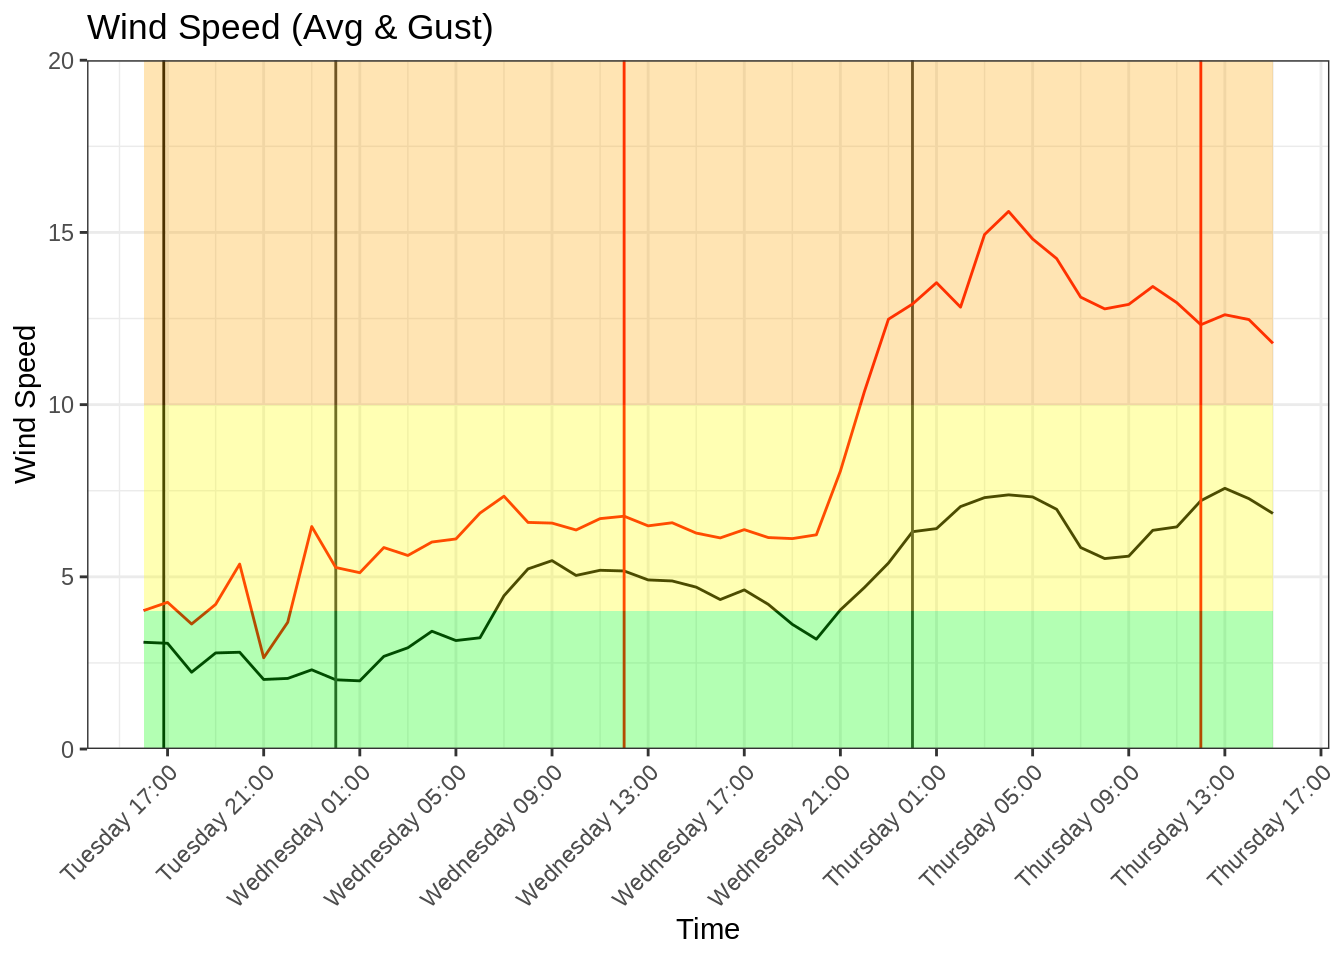 Wind Speed (Avg & Gust)
Wind Speed
20
15
10
5
0
Tuesday 17:00
Tuesday 21:00
Wednesday 01:00
Wednesday 05:00
Wednesday 09:00
Wednesday 13:00
Wednesday 17:00
Wednesday 21:00
Thursday 01:00
Thursday 05:00
Thursday 09:00
Thursday 13:00
Thursday 17:00
Time